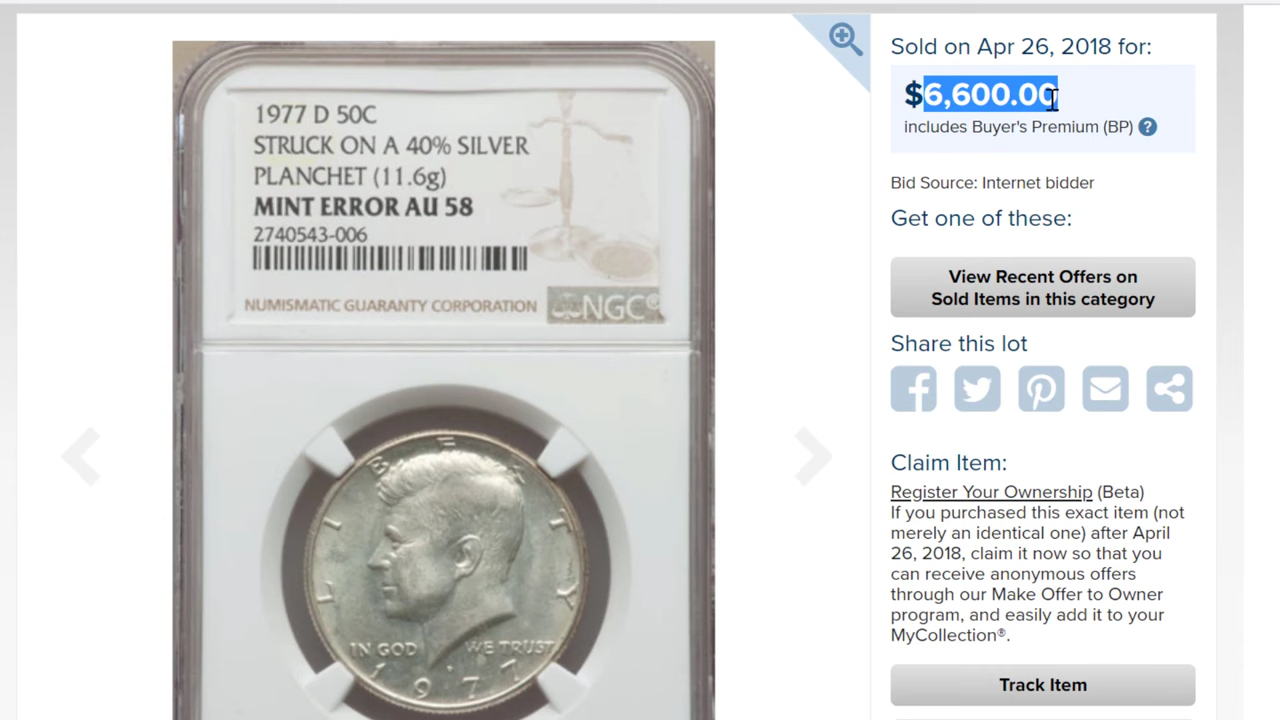 1977 D 50C
STRUCK ON A 40% SILVER
PLANCHET (11.6g)
MINT ERROR AU 58
2740543-006
NUMISMATIC GUARANTY CORPORATION
NGC®
LIBERTY
IN GOD WE TRUST
1977
Sold on Apr 26, 2018 for:
$6,600.00
includes Buyer's Premium (BP) ?
Bid Source: Internet bidder
Get one of these:
View Recent Offers on
Sold Items in this category
Share this lot
Claim Item:
Register Your Ownership (Beta)
If you purchased this exact item (not
merely an identical one) after April
26, 2018, claim it now so that you
can receive anonymous offers
through our Make Offer to Owner
program, and easily add it to your
MyCollection®.
Track Item